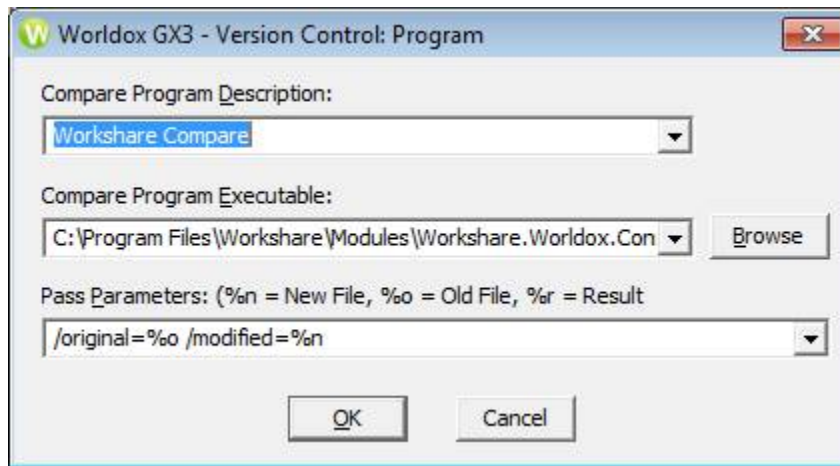 Worldox GX3 - Version Control: Program
Compare Program Description:
Workshare Compare
Compare Program Executable:
C:\Program Files\Workshare\Modules\Workshare.Worldox.Con
Browse
Pass Parameters: (%n = New File, %o = Old File, %r = Result
/original=%o /modified=%n
OK
Cancel